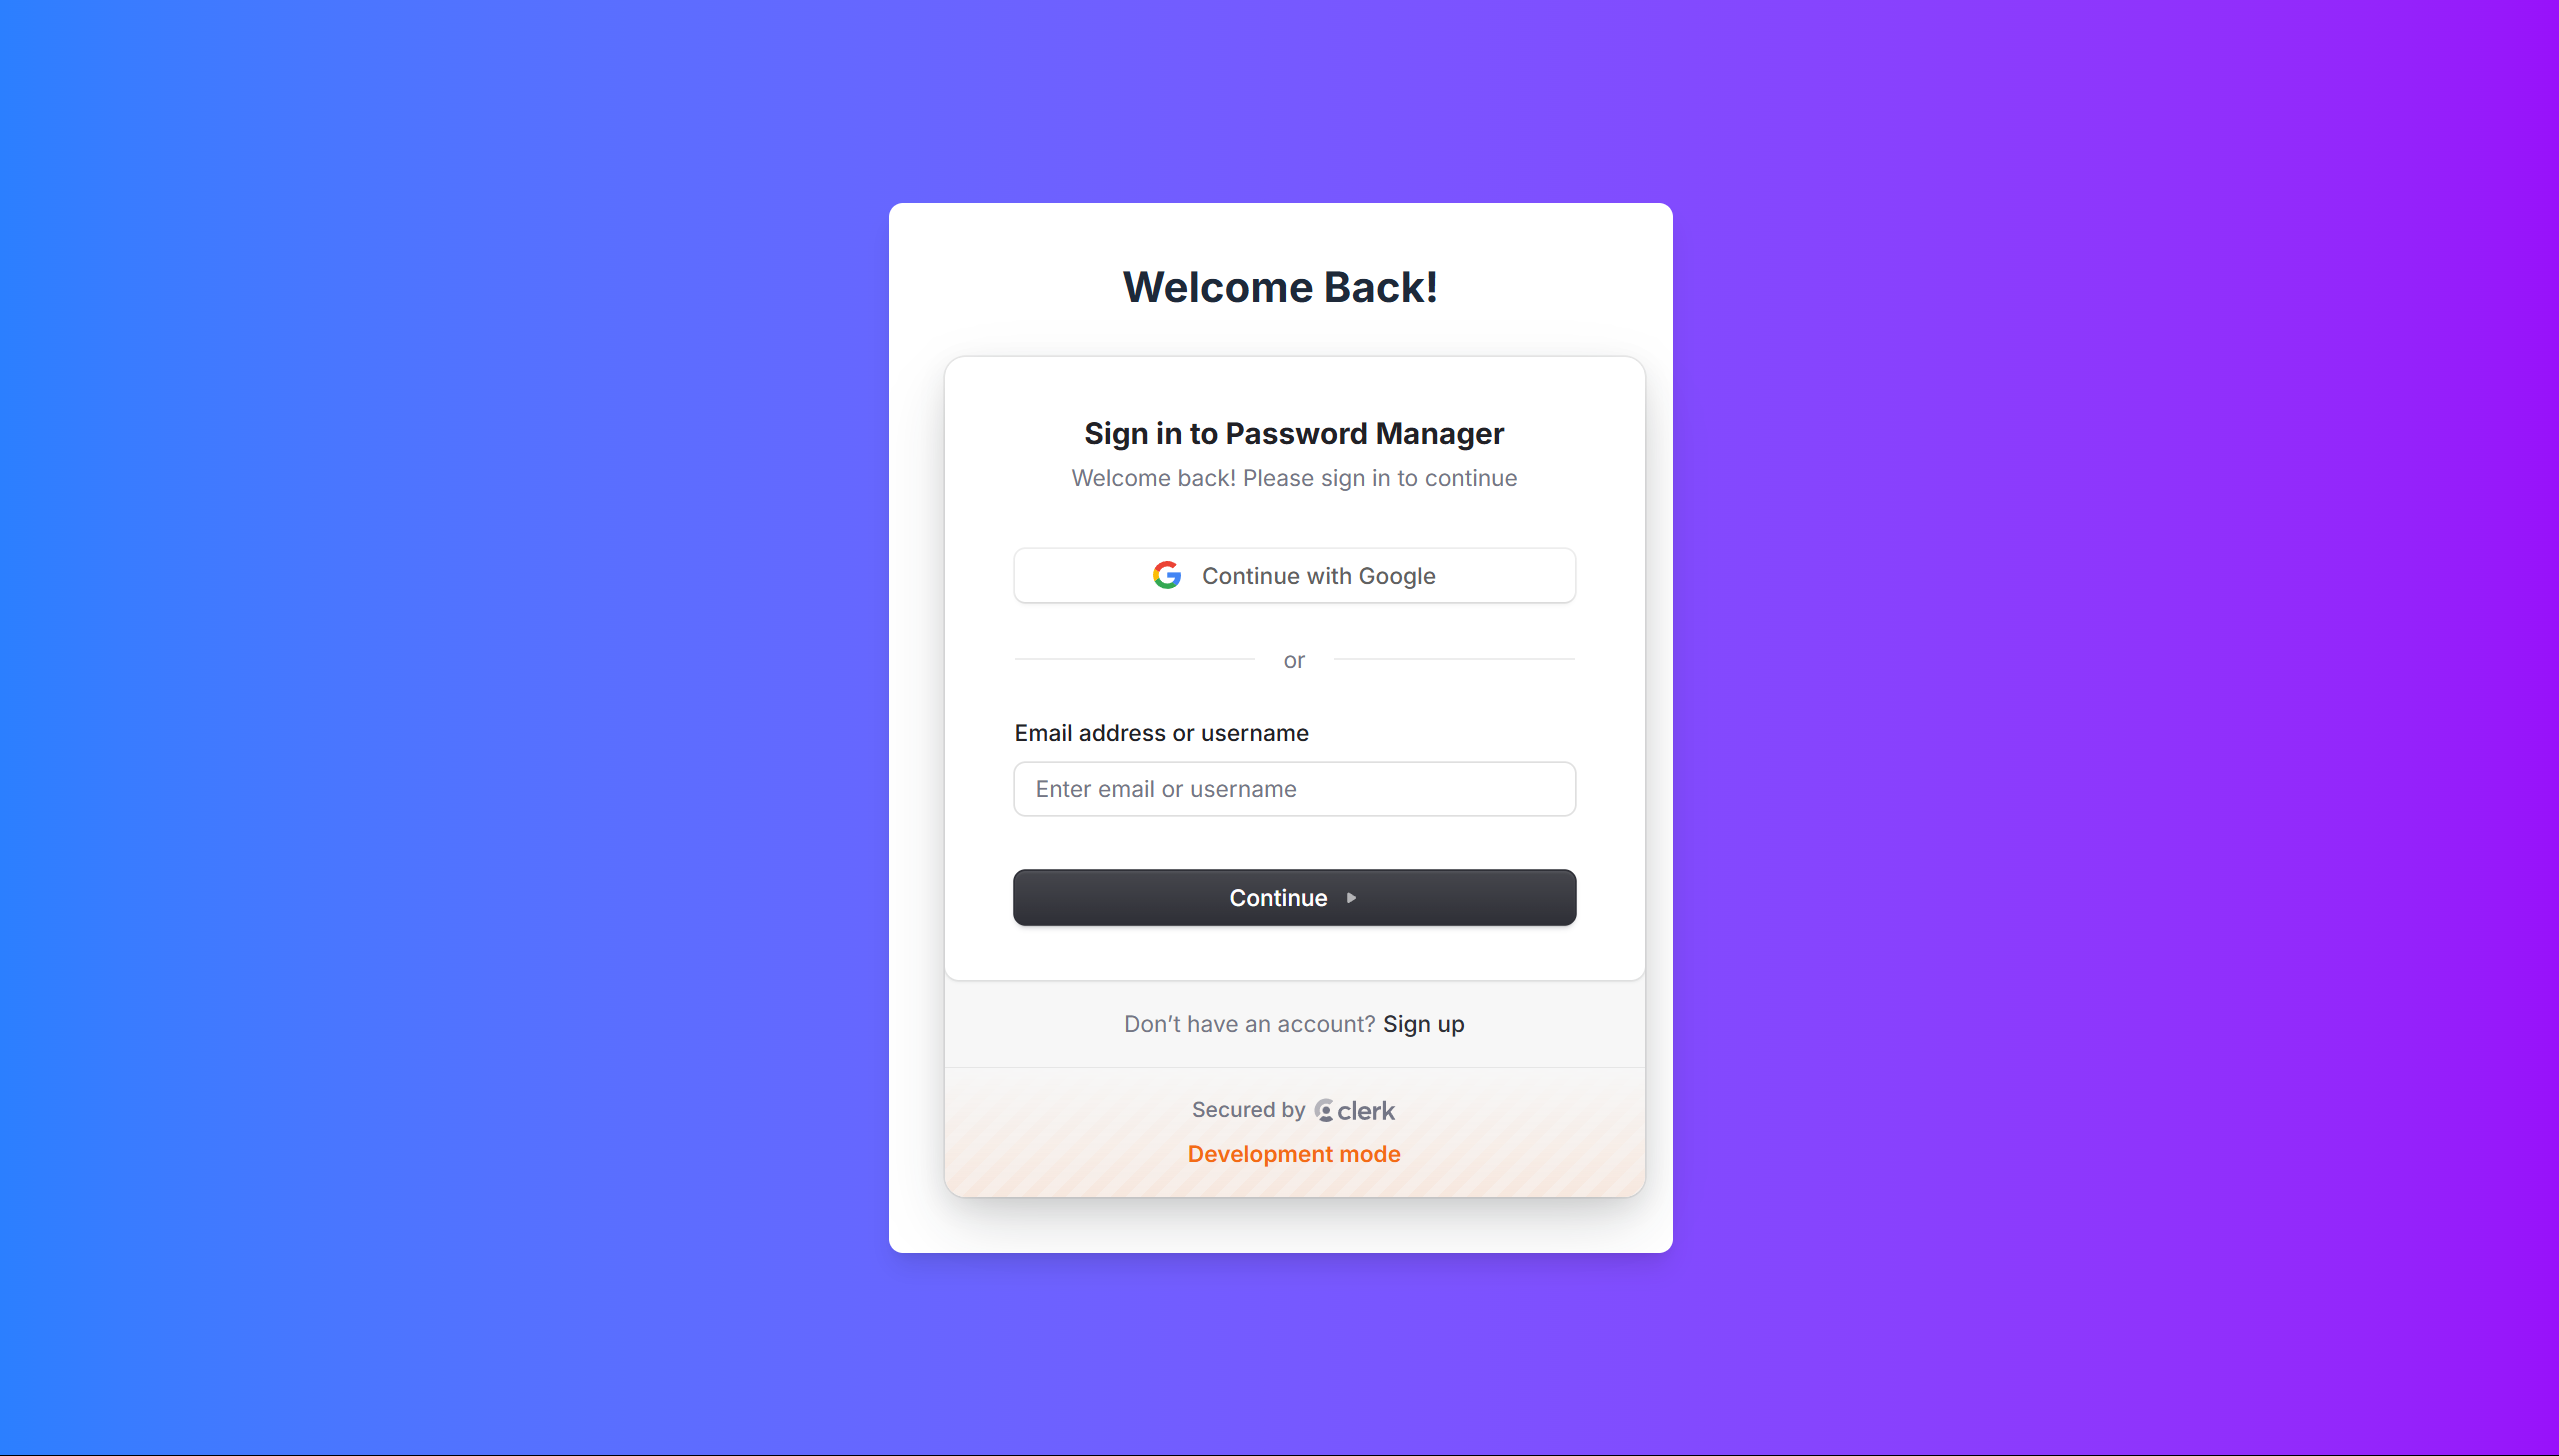 Welcome Back!
Sign in to Password Manager
Welcome back! Please sign in to continue
Continue with Google
or
Email address or username
Enter email or username
Continue
Don’t have an account? Sign up
Secured by clerk
Development mode